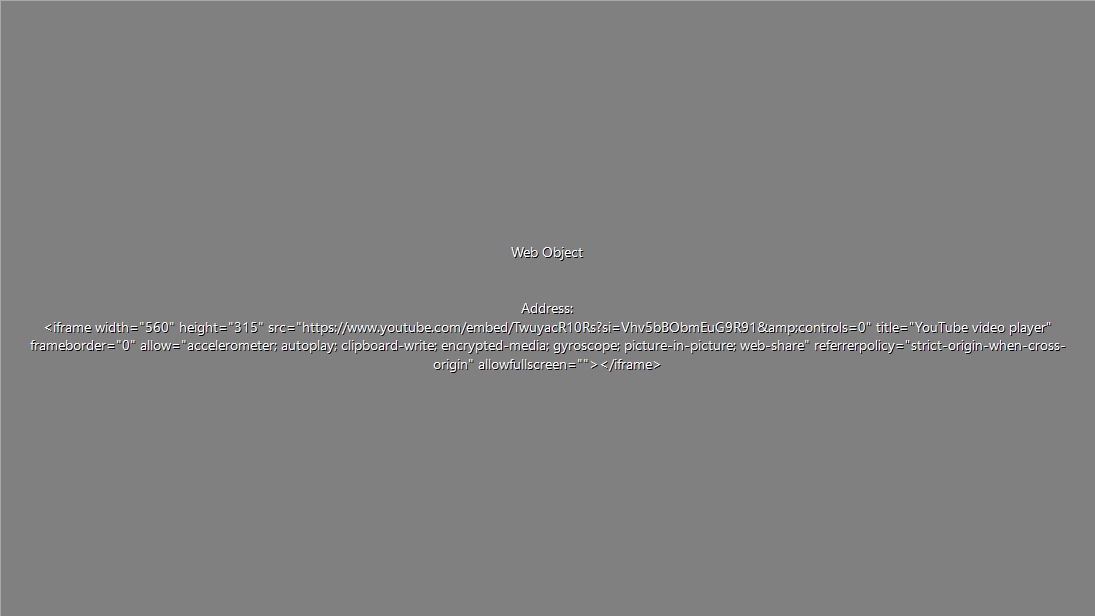 Web Object
Address:
<iframe width="560" height="315" src="https://www.youtube.com/embed/TwuyacR10Rs?si=Vhv5bBObmEuG9R91&amp;controls=0" title="YouTube video player"
frameborder="0" allow="accelerometer; autoplay; clipboard-write; encrypted-media; gyroscope; picture-in-picture; web-share" referrerpolicy="strict-origin-when-cross-
origin" allowfullscreen=""></iframe>